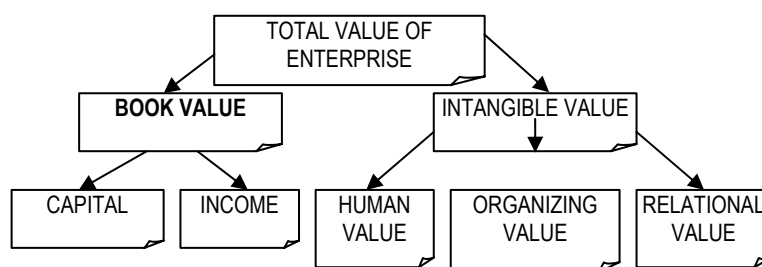 TOTAL VALUE OF
ENTERPRISE
BOOK VALUE
INTANGIBLE VALUE
CAPITAL
INCOME
HUMAN
VALUE
ORGANIZING
VALUE
RELATIONAL
VALUE